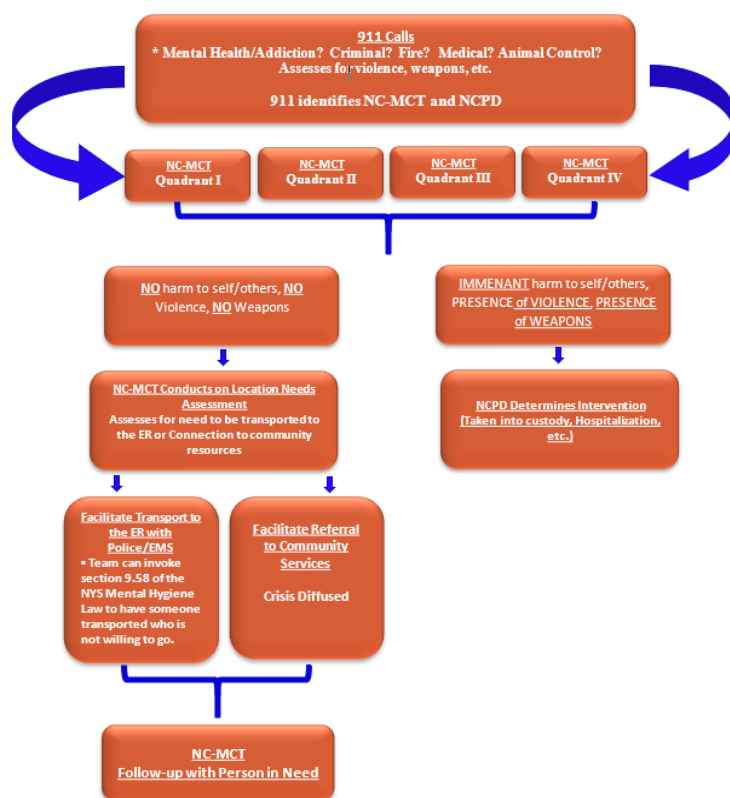 911 Calls
* Mental Health/Addiction? Criminal? Fire? Medical? Animal Control?
Assesses for violence, weapons, etc.
911 identifies NC-MCT and NCPD
NC-MCT
Quadrant I
NC-MCT
Quadrant II
NC-MCT
Quadrant III
NC-MCT
Quadrant IV
NO harm to self/others, NO
Violence, NO Weapons
IMMENANT harm to self/others,
PRESENCE of VIOLENCE, PRESENCE
of WEAPONS
NC-MCT Conducts on Location Needs
Assessment
Assesses for need to be transported to
the ER or Connection to community
resources
NCPD Determines Intervention
(Taken into custody, Hospitalization,
etc.)
Facilitate Transport to
the ER with
Police/EMS
▪ Team can invoke
section 9.58 of the
NYS Mental Hygiene
Law to have someone
transported who is
not willing to go.
Facilitate Referral
to Community
Services
Crisis Diffused
NC-MCT
Follow-up with Person in Need